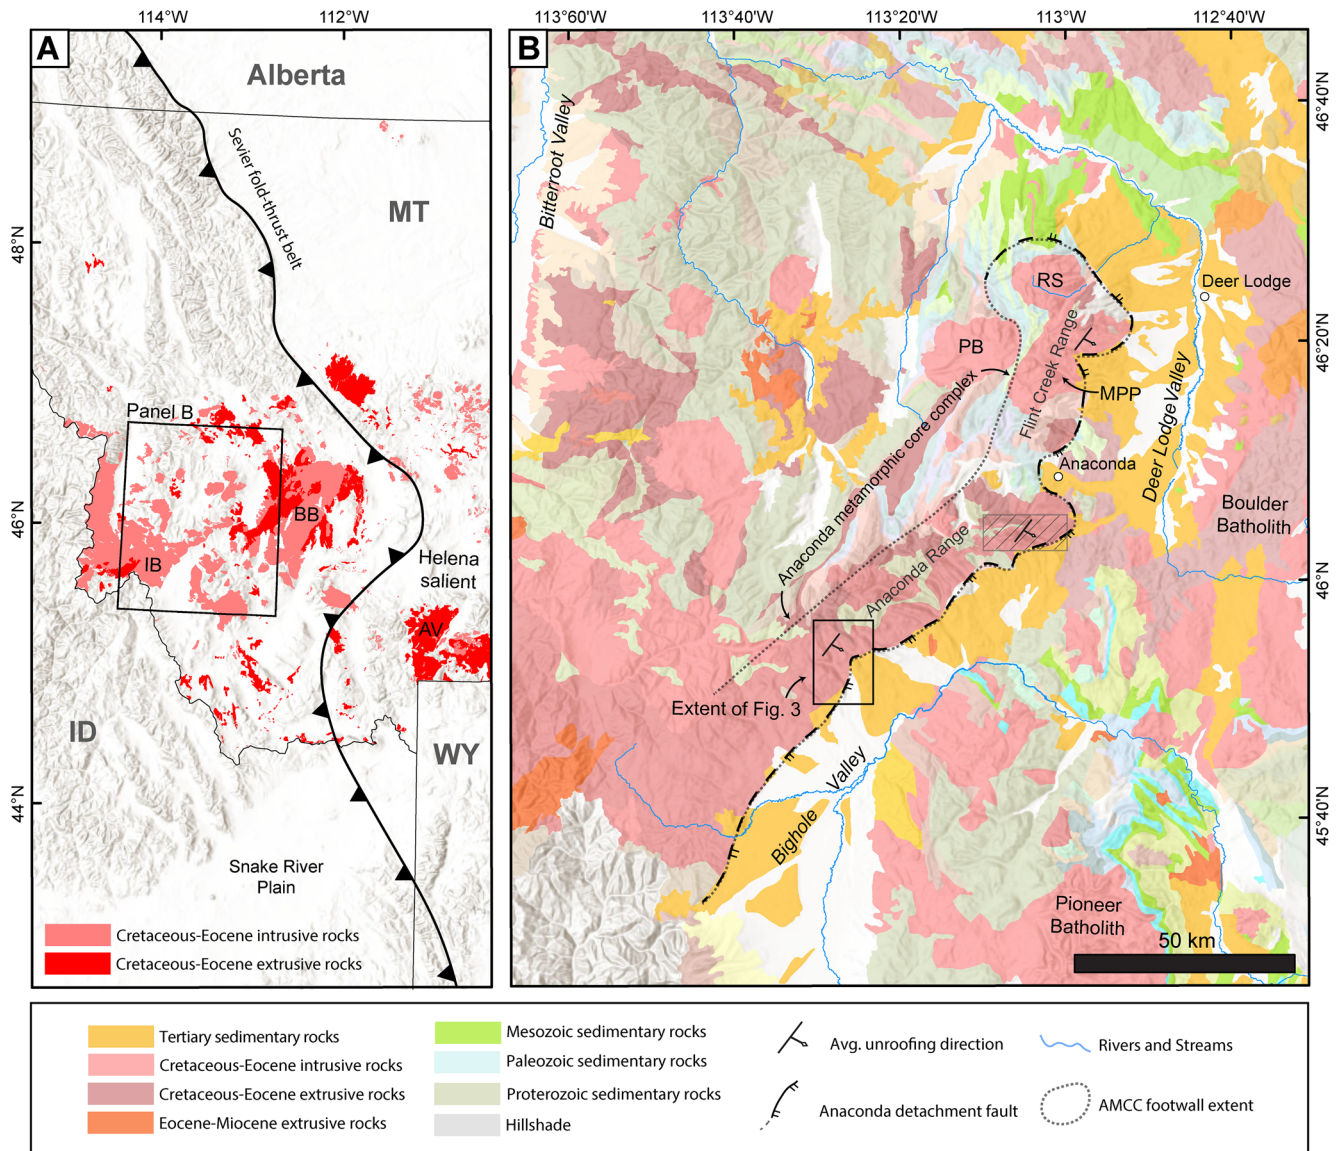 114°W
112°W
113°60'W
113°40'W
113°20'W
113°W
112°40'W
A
Alberta
Sevier fold-thrust belt
MT
48°N
Panel B
BB
IB
46°N
Helena
salient
AV
ID
WY
44°N
Snake River
Plain
Cretaceous-Eocene intrusive rocks
Cretaceous-Eocene extrusive rocks
B
Bitterroot Valley
46°40'N
RS
Deer Lodge
46°20'N
PB
Flint Creek Range
MPP
Deer Lodge Valley
Anaconda metamorphic core complex
Anaconda
Boulder
Batholith
Anaconda Range
46°N
Extent of Fig. 3
Bighole Valley
45°40'N
Pioneer
Batholith
50 km
Tertiary sedimentary rocks
Cretaceous-Eocene intrusive rocks
Cretaceous-Eocene extrusive rocks
Eocene-Miocene extrusive rocks
Mesozoic sedimentary rocks
Paleozoic sedimentary rocks
Proterozoic sedimentary rocks
Hillshade
Avg. unroofing direction
Anaconda detachment fault
Rivers and Streams
AMCC footwall extent